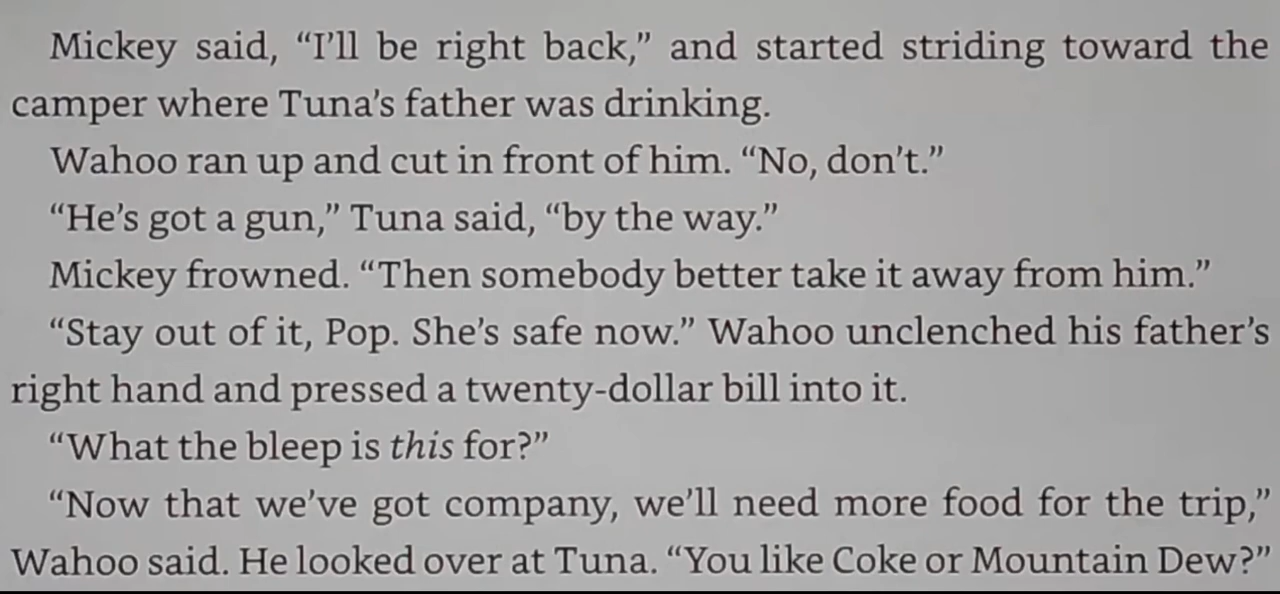 Mickey said, “I’ll be right back,” and started striding toward the
camper where Tuna’s father was drinking.
Wahoo ran up and cut in front of him. “No, don’t.”
“He’s got a gun,” Tuna said, “by the way.”
Mickey frowned. “Then somebody better take it away from him.”
“Stay out of it, Pop. She’s safe now.” Wahoo unclenched his father’s
right hand and pressed a twenty-dollar bill into it.
“What the bleep is this for?”
“Now that we’ve got company, we’ll need more food for the trip,”
Wahoo said. He looked over at Tuna. “You like Coke or Mountain Dew?”